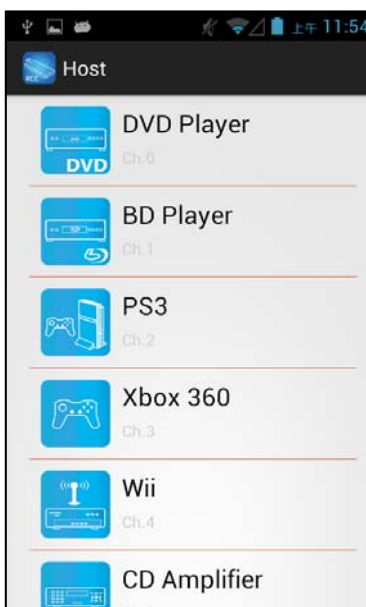 上午 11:54
RCC
Host
DVD Player
DVD
Ch.0
BD Player
Ch.1
PS3
Ch.2
Xbox 360
Ch.3
Wii
Ch.4
CD Amplifier